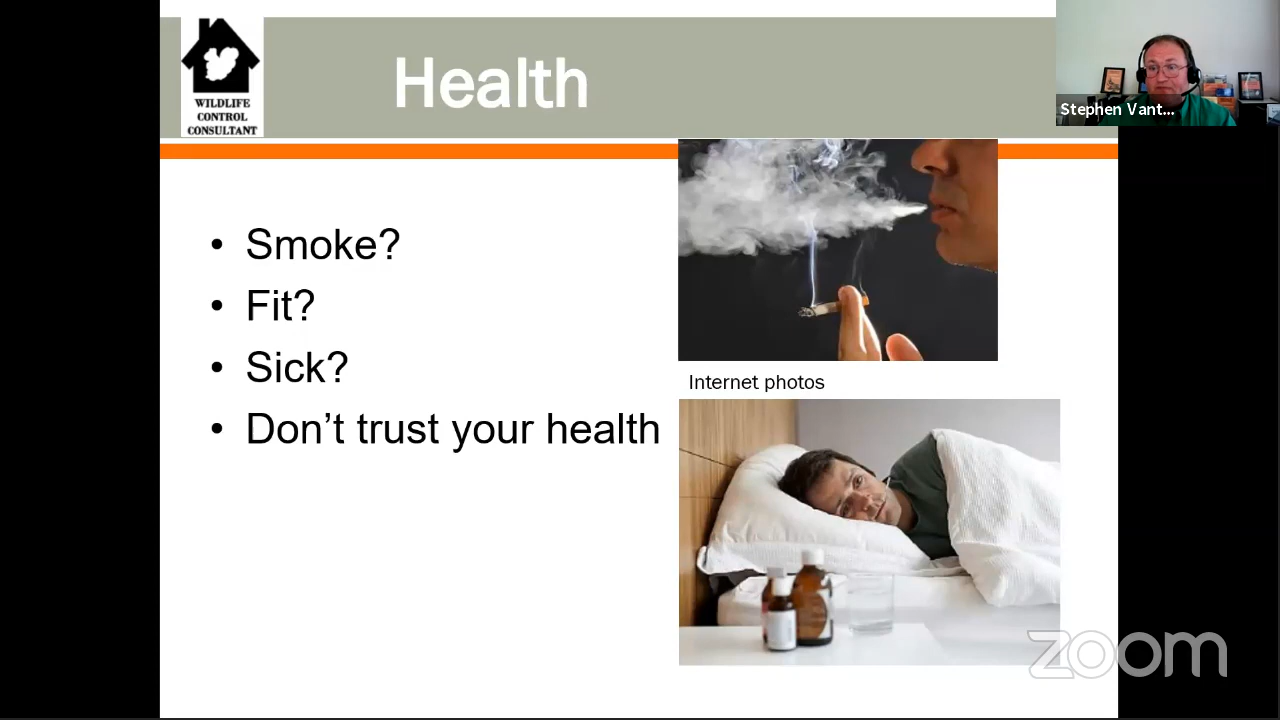 WILDLIFE
CONTROL
CONSULTANT
Health
Stephen Vant...
• Smoke?
• Fit?
• Sick?
• Don’t trust your health
Internet photos
zoom